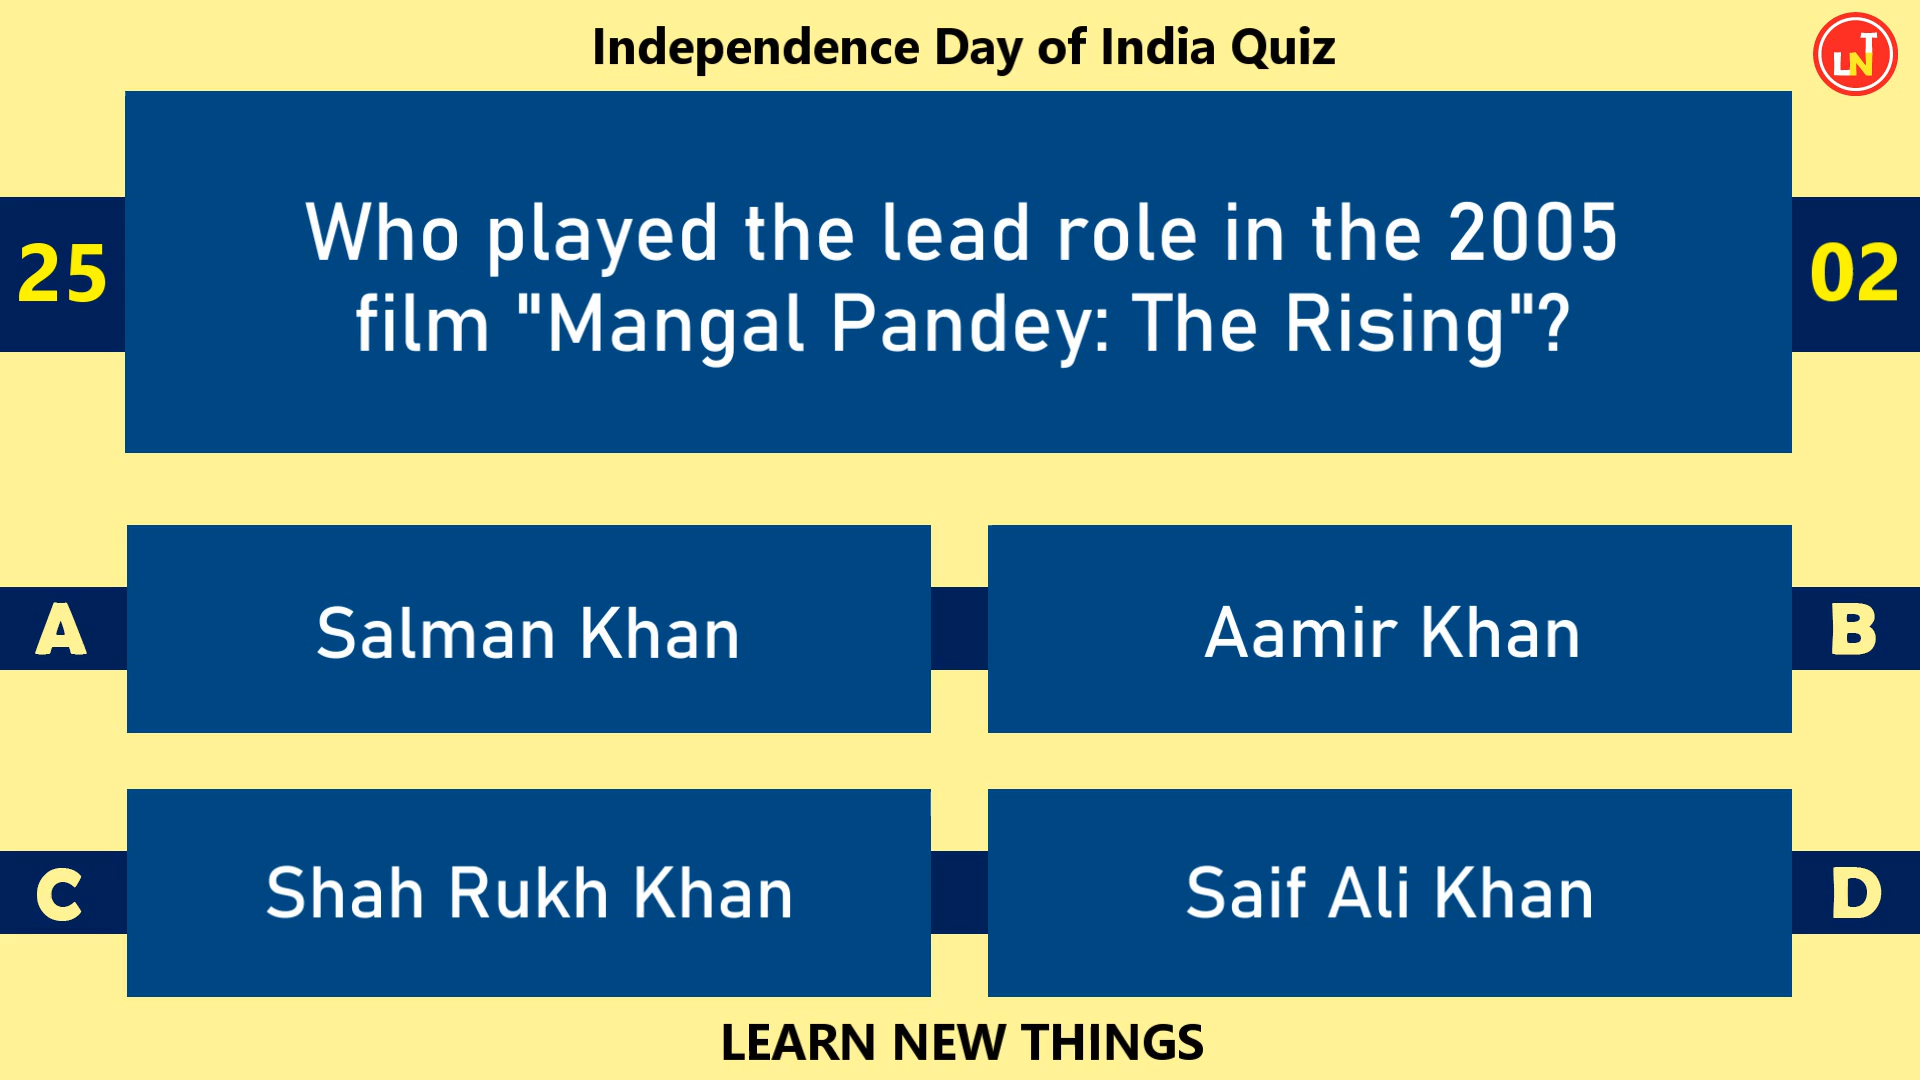 Independence Day of India Quiz
LNT
25
Who played the lead role in the 2005
film "Mangal Pandey: The Rising"?
02
A
Salman Khan
Aamir Khan
B
C
Shah Rukh Khan
Saif Ali Khan
D
LEARN NEW THINGS